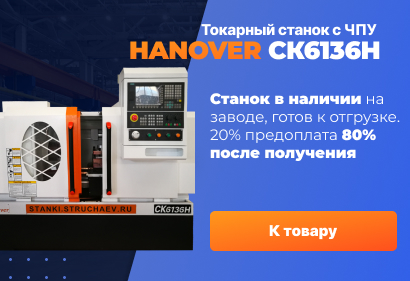 Токарный станок с ЧПУ
HANOVER CK6136H
Станок в наличии на
заводе, готов к отгрузке.
20% предоплата 80%
после получения
STANKI.STRUCHAEV.RU
CK6136H
К товару